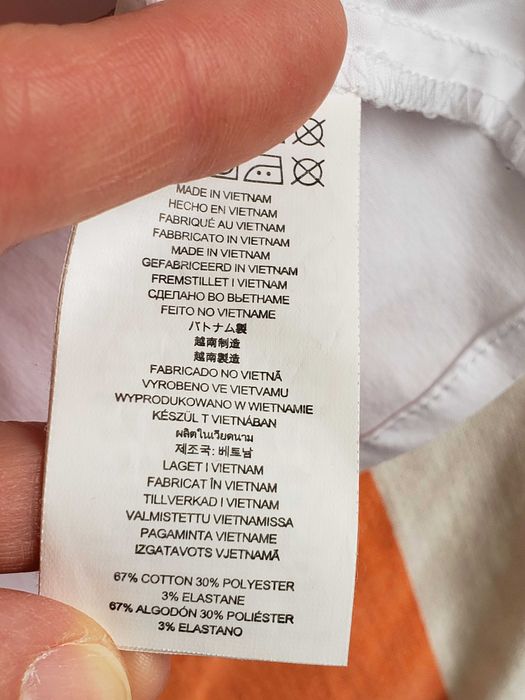 MADE IN VIETNAM
HECHO EN VIETNAM
FABRIQUÉ AU VIETNAM
FABBRICATO IN VIETNAM
MADE IN VIETNAM
GEFABRICEERD IN VIETNAM
FREMSTILLET I VIETNAM
СДЕЛАНО ВО ВЬЕТНАМЕ
FEITO NO VIETNAME
バトナム製
越南制造
越南製造
FABRICADO NO VIETNÃ
VYROBENO VE VIETVAMU
WYPRODUKOWANO W WIETNAMIE
KÉSZÜL T VIETNÁBAN
ผลิตในเวียดนาม
제조국: 베트남
LAGET I VIETNAM
FABRICAT ÎN VIETNAM
TILLVERKAD I VIETNAM
VALMISTETTU VIETNAMISSA
PAGAMINTA VIETNAME
IZGATAVOTS VJETNAMĀ
67% COTTON 30% POLYESTER
3% ELASTANE
67% ALGODÓN 30% POLIÉSTER
3% ELASTANO